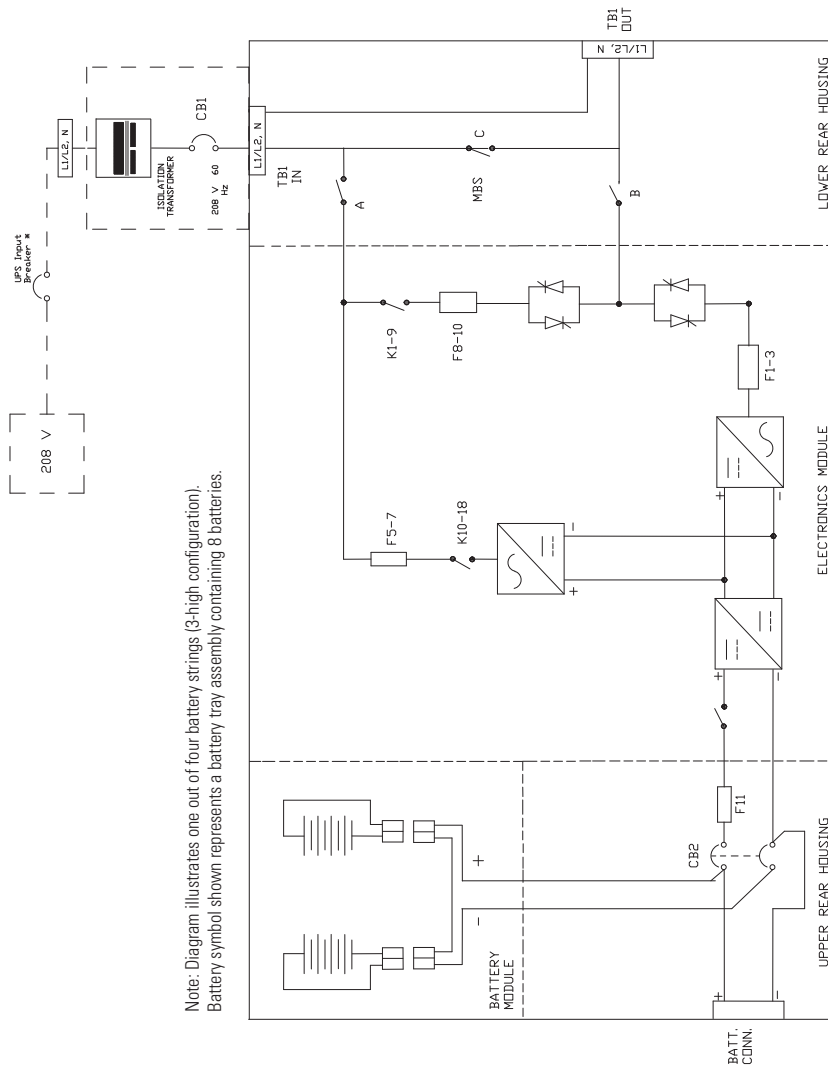 Note: Diagram illustrates one out of four battery strings (3-high configuration).
Battery symbol shown represents a battery tray assembly containing 8 batteries.
208 V
UPS Input
Breaker *
L1/L2, N
ISOLATION
TRANSFORMER
CB1
208 V 60
Hz
L1/L2, N
TB1
IN
TB1
OUT
L1/L2, N
A
C
MBS
B
LOWER REAR HOUSING
K1-9
F8-10
F5-7
K10-18
F1-3
+
-
+
-
+
-
ELECTRONICS MODULE
BATTERY
MODULE
+
-
CB2
F11
BATT.
CONN.
+
-
UPPER REAR HOUSING